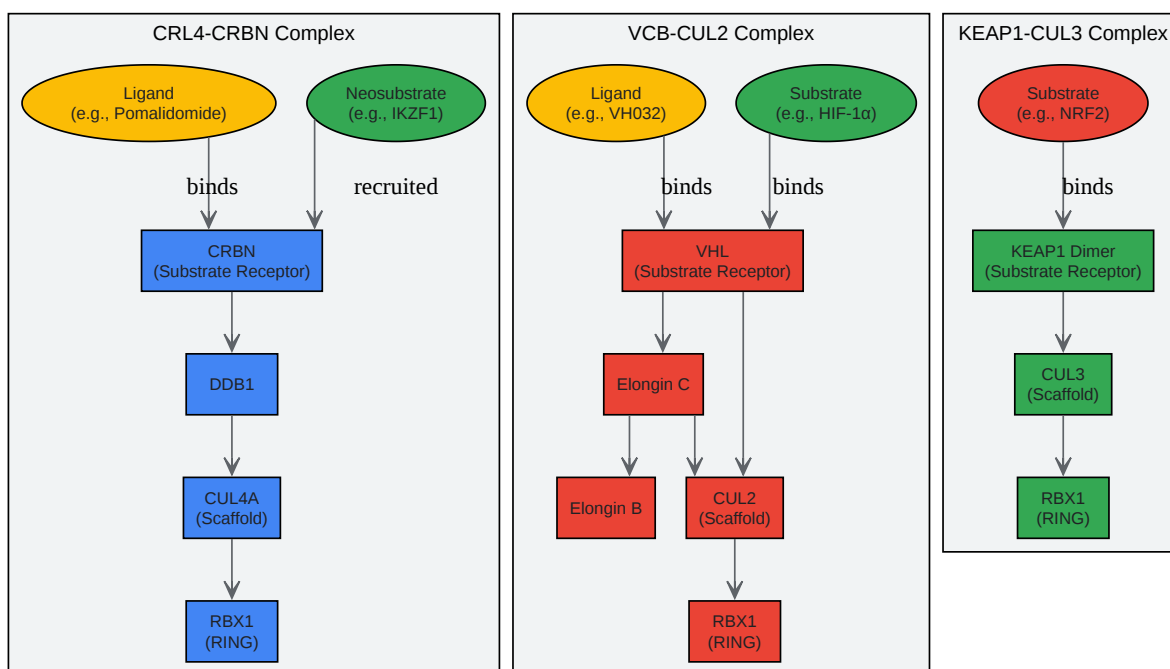 CRL4-CRBN Complex
Ligand
(e.g., Pomalidomide)
Neosubstrate
(e.g., IKZF1)
binds
recruited
CRBN
(Substrate Receptor)
DDB1
CUL4A
(Scaffold)
RBX1
(RING)
VCB-CUL2 Complex
Ligand
(e.g., VH032)
Substrate
(e.g., HIF-1α)
binds
binds
VHL
(Substrate Receptor)
Elongin C
Elongin B
CUL2
(Scaffold)
RBX1
(RING)
KEAP1-CUL3 Complex
Substrate
(e.g., NRF2)
binds
KEAP1 Dimer
(Substrate Receptor)
CUL3
(Scaffold)
RBX1
(RING)